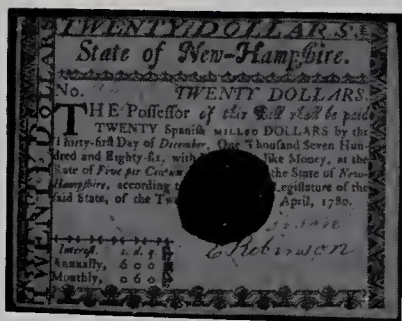 TWENTY DOLLARS.
TWENTY DOLLARS
State of New-Hampſhire.
No. TWENTY DOLLARS.
THE Poſſeſſor of this Bill ſhall be paid
TWENTY Spaniſh MILLED DOLLARS by the
Thirty-firſt Day of December, One Thouſand Seven Hun-
dred and Eighty-ſix, with like Money, at the
Rate of Five per Centum the State of New-
Hampſhire, according Legiſlature of the
ſaid State, of the April, 1780.
E Robinson
Intereſt. s. d. q.
Annually, 6 0 0
Monthly, 0 6 0